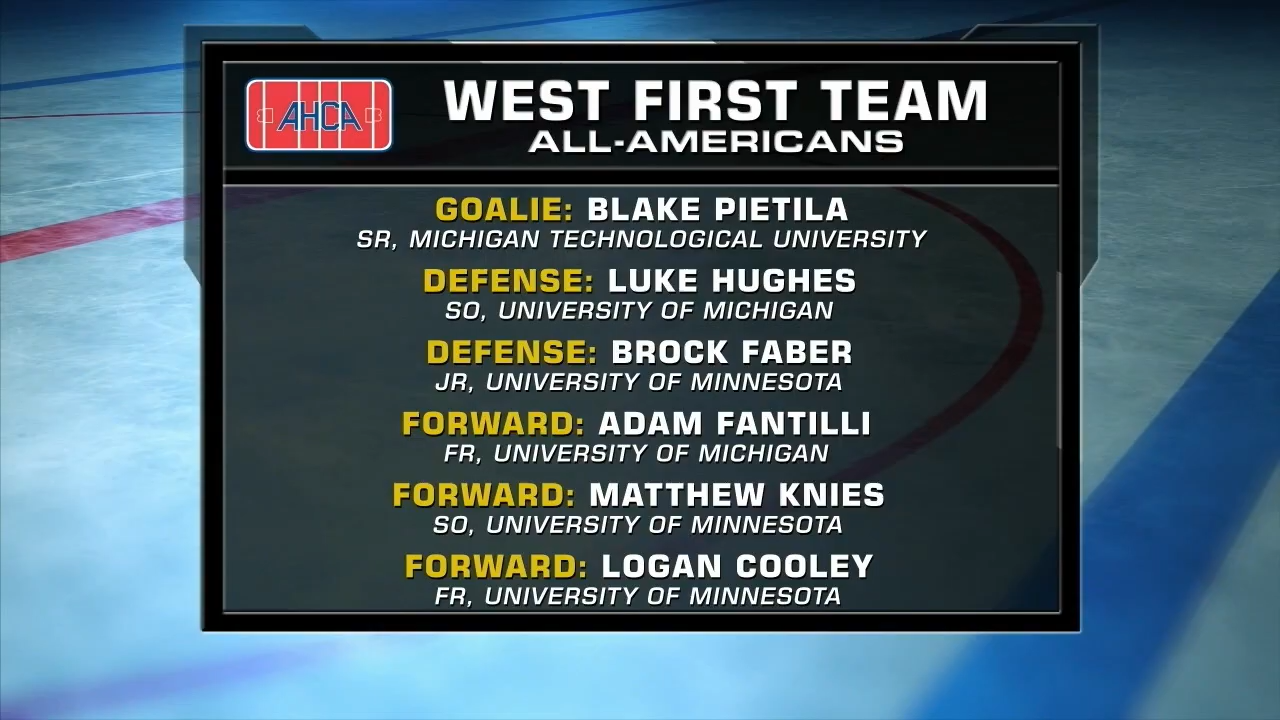 AHCA
WEST FIRST TEAM
ALL-AMERICANS
GOALIE: BLAKE PIETILA
SR, MICHIGAN TECHNOLOGICAL UNIVERSITY
DEFENSE: LUKE HUGHES
SO, UNIVERSITY OF MICHIGAN
DEFENSE: BROCK FABER
JR, UNIVERSITY OF MINNESOTA
FORWARD: ADAM FANTILLI
FR, UNIVERSITY OF MICHIGAN
FORWARD: MATTHEW KNIES
SO, UNIVERSITY OF MINNESOTA
FORWARD: LOGAN COOLEY
FR, UNIVERSITY OF MINNESOTA